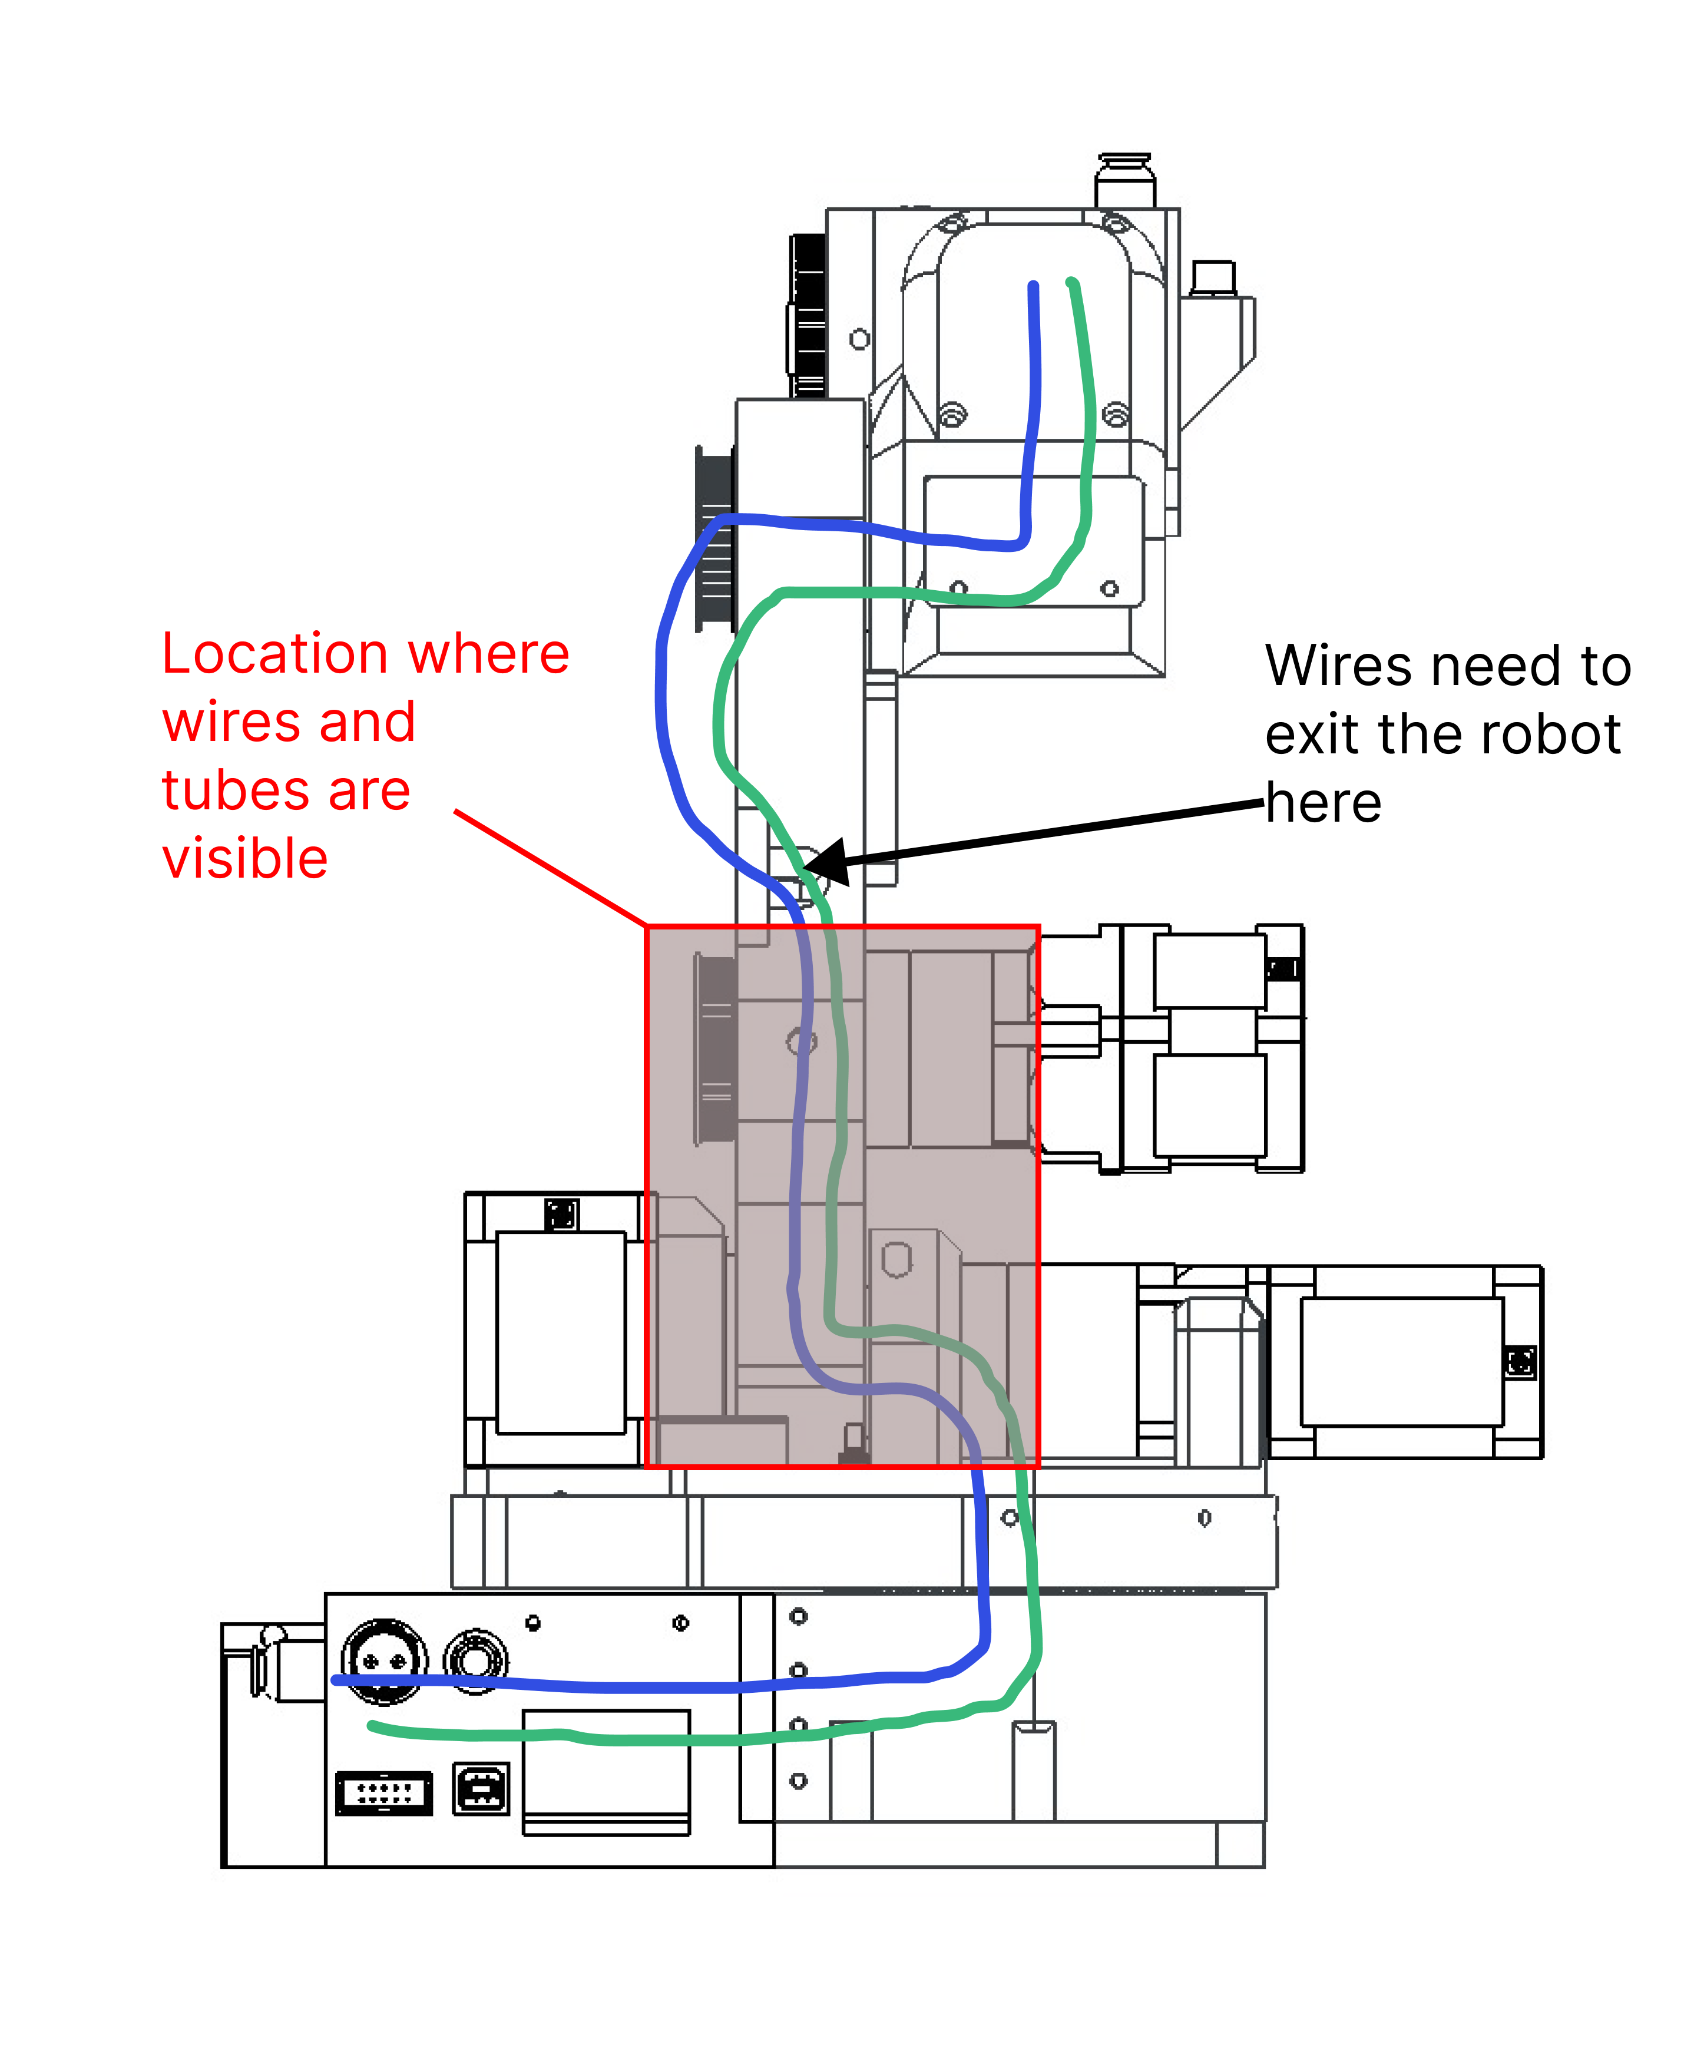 Location where
wires and
tubes are
visible
Wires need to
exit the robot
here